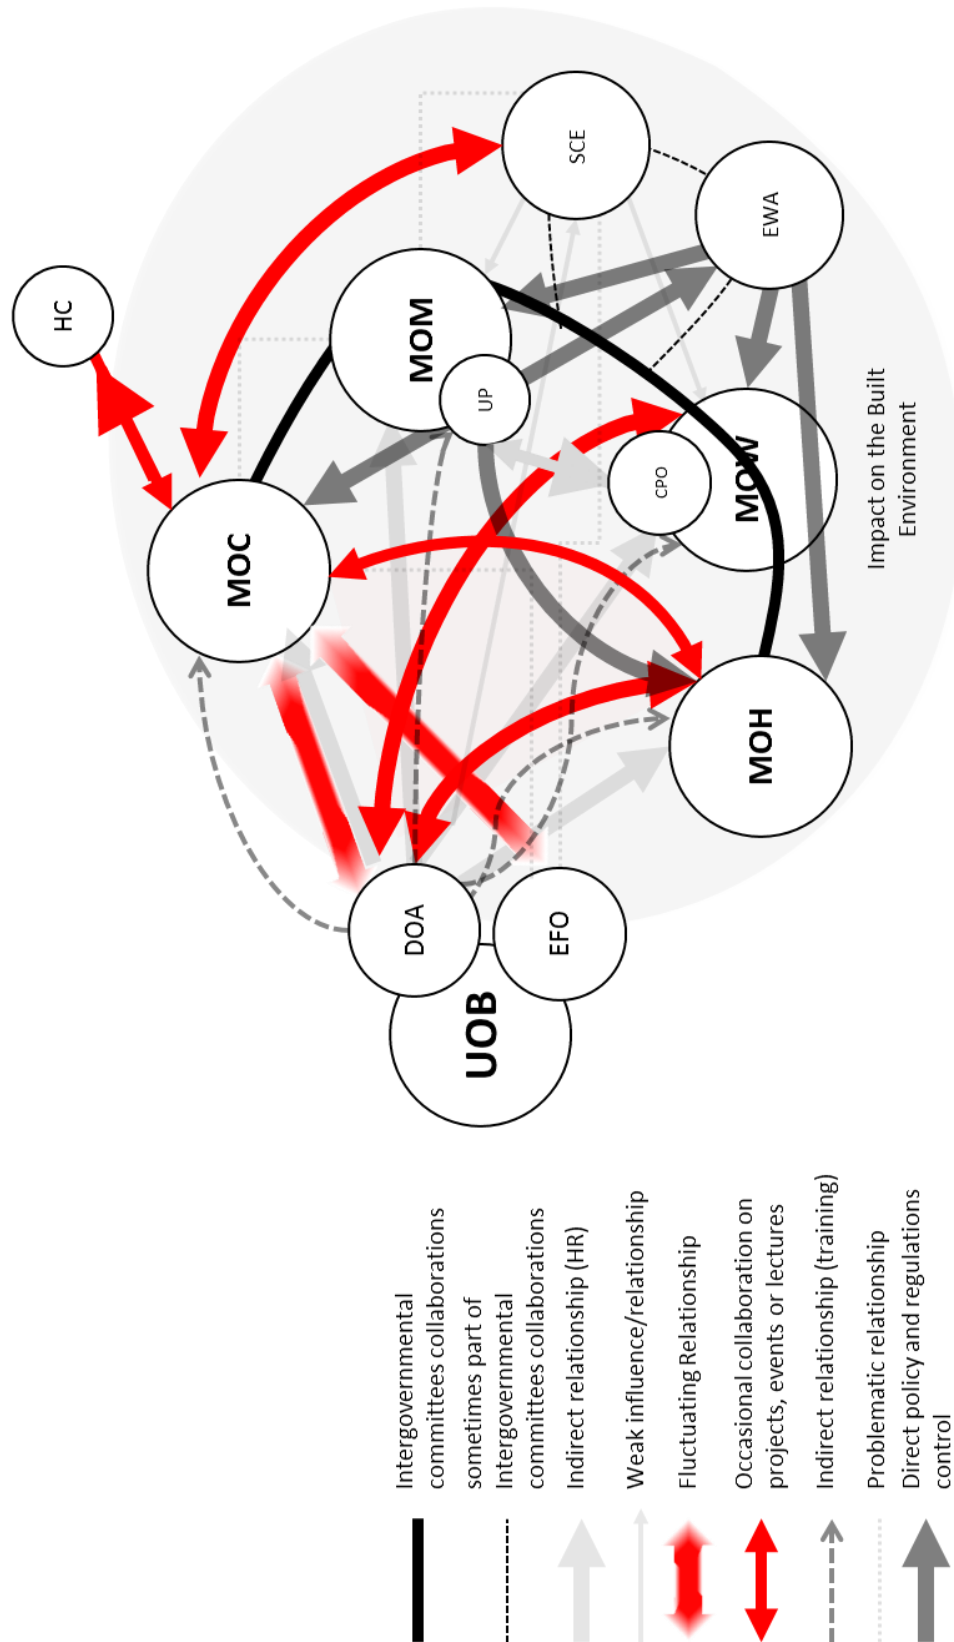 HC
SCE
EWA
MOM
UP
MOC
CPO
MOW
MOH
DOA
EFO
UOB
Impact on the Built
Environment
Intergovernmental
committees collaborations
sometimes part of
Intergovernmental
committees collaborations
Indirect relationship (HR)
Weak influence/relationship
Fluctuating Relationship
Occasional collaboration on
projects, events or lectures
Indirect relationship (training)
Problematic relationship
Direct policy and regulations
control